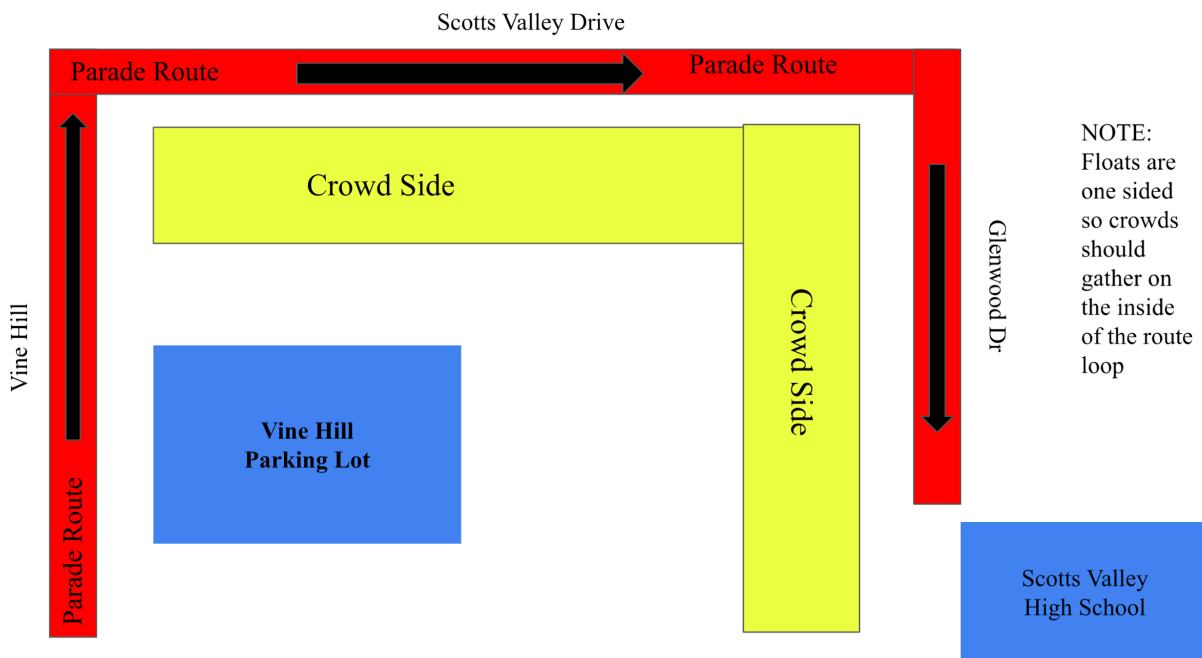 Scotts Valley Drive
Parade Route
Parade Route
Crowd Side
Vine Hill
Parade Route
Vine Hill
Parking Lot
Crowd Side
Glenwood Dr
NOTE:
Floats are
one sided
so crowds
should
gather on
the inside
of the route
loop
Scotts Valley
High School